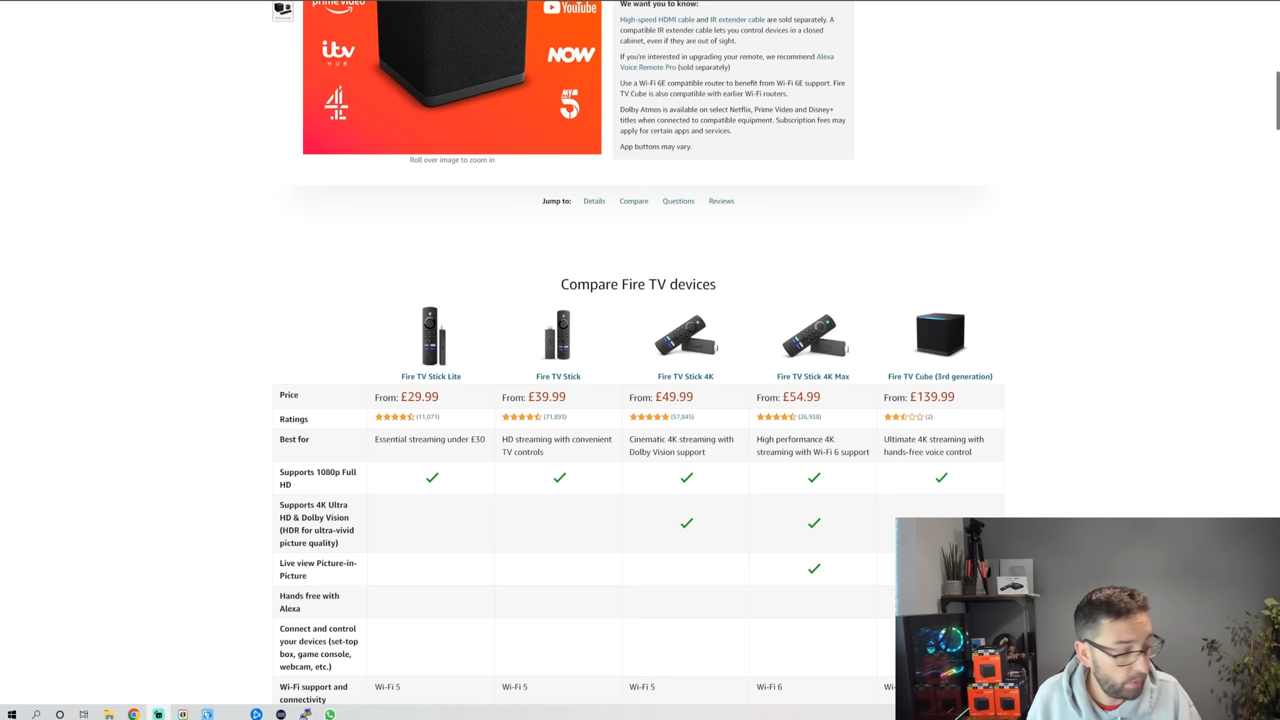 prime video
YouTube
itv
HUB
NOW
4
MY5
Roll over image to zoom in
We want you to know:
High-speed HDMI cable and IR extender cable are sold separately. A
compatible IR extender cable lets you control devices in a closed
cabinet, even if they are out of sight.
If you're interested in upgrading your remote, we recommend Alexa
Voice Remote Pro (sold separately)
Use a Wi-Fi 6E compatible router to benefit from Wi-Fi 6E support. Fire
TV Cube is also compatible with earlier Wi-Fi routers.
Dolby Atmos is available on select Netflix, Prime Video and Disney+
titles when connected to compatible equipment. Subscription fees may
apply for certain apps and services.
App buttons may vary.
Jump to: Details Compare Questions Reviews
Compare Fire TV devices
Fire TV Stick Lite Fire TV Stick Fire TV Stick 4K Fire TV Stick 4K Max Fire TV Cube (3rd generation)
Price From: £29.99 From: £39.99 From: £49.99 From: £54.99 From: £139.99
Ratings (11,071) (71,893) (57,845) (26,938) (2)
Best for Essential streaming under £30 HD streaming with convenient Cinematic 4K streaming with High performance 4K Ultimate 4K streaming with
TV controls Dolby Vision support streaming with Wi-Fi 6 support hands-free voice control
Supports 1080p Full
HD
Supports 4K Ultra
HD & Dolby Vision
(HDR for ultra-vivid
picture quality)
Live view Picture-in-
Picture
Hands free with
Alexa
Connect and control
your devices (set-top
box, game console,
webcam, etc.)
Wi-Fi support and Wi-Fi 5 Wi-Fi 5 Wi-Fi 5 Wi-Fi 6
connectivity